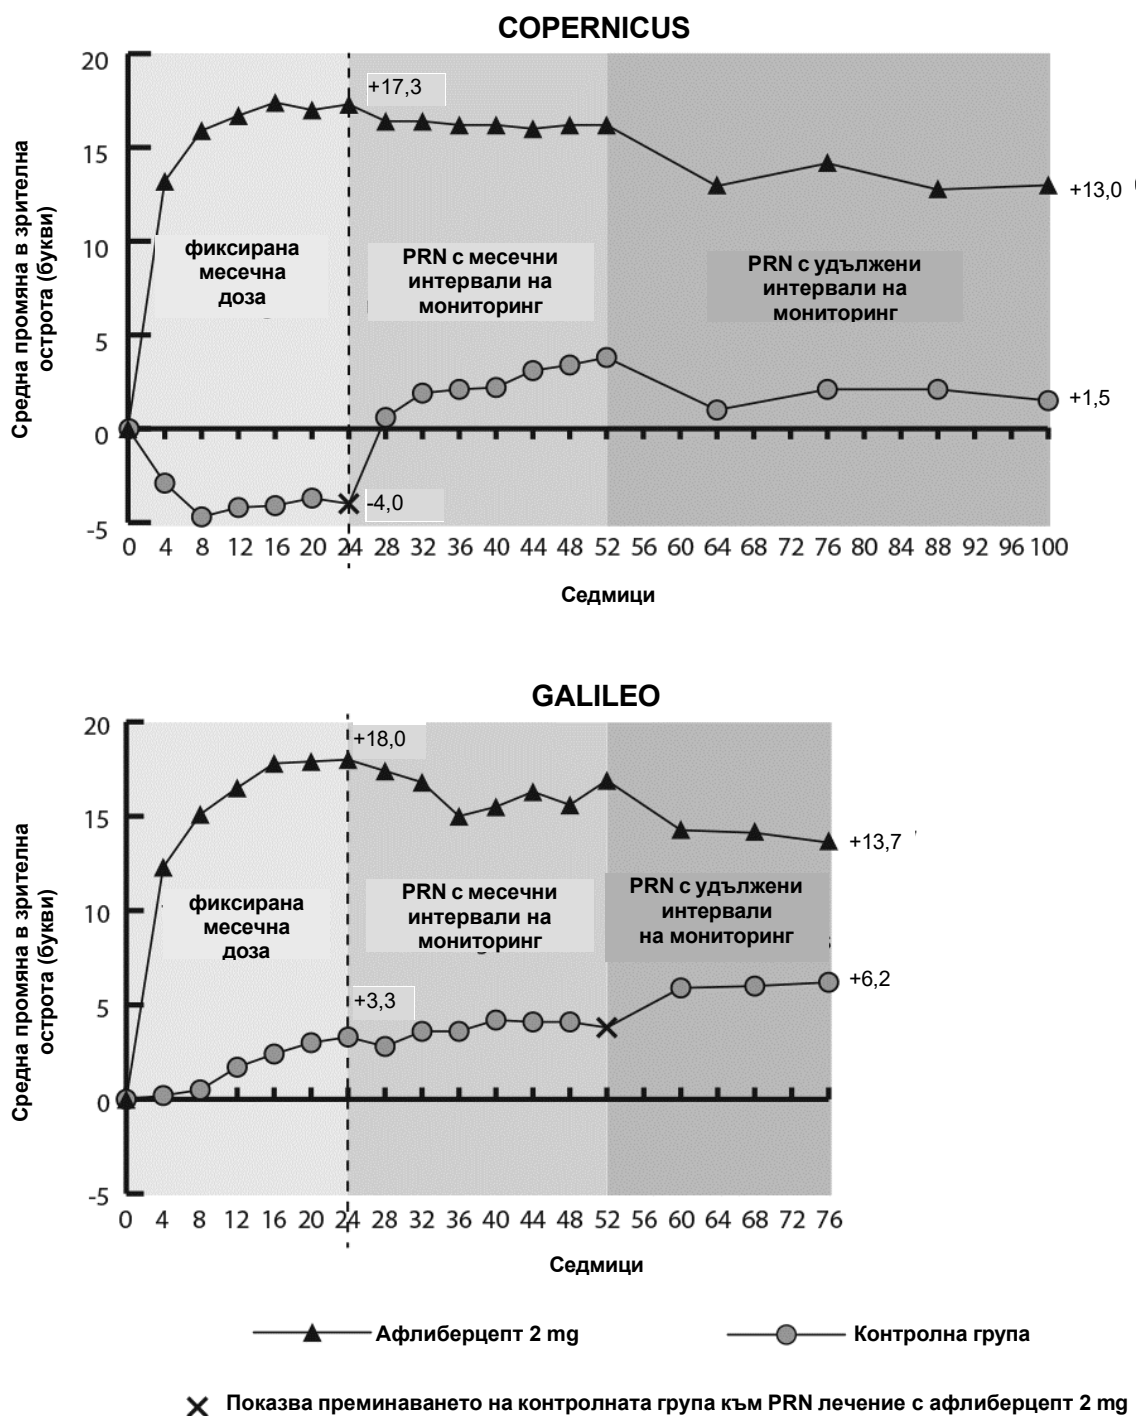 COPERNICUS
20
15
10
5
0
-5
Средна промяна в зрителна
острота (букви)
+17,3
+13,0
фиксирана
месечна
доза
PRN с месечни
интервали на
мониторинг
PRN с удължени
интервали на
мониторинг
+1,5
-4,0
0 4 8 12 16 20 24 28 32 36 40 44 48 52 56 60 64 68 72 76 80 84 88 92 96 100
Седмици
GALILEO
20
15
10
5
0
-5
Средна промяна в зрителна
острота (букви)
+18,0
+13,7
фиксирана
месечна
доза
PRN с месечни
интервали на
мониторинг
PRN с удължени
интервали
на мониторинг
+3,3
+6,2
0 4 8 12 16 20 24 28 32 36 40 44 48 52 56 60 64 68 72 76
Седмици
Афлиберцепт 2 mg
Контролна група
Показва преминаването на контролната група към PRN лечение с афлиберцепт 2 mg